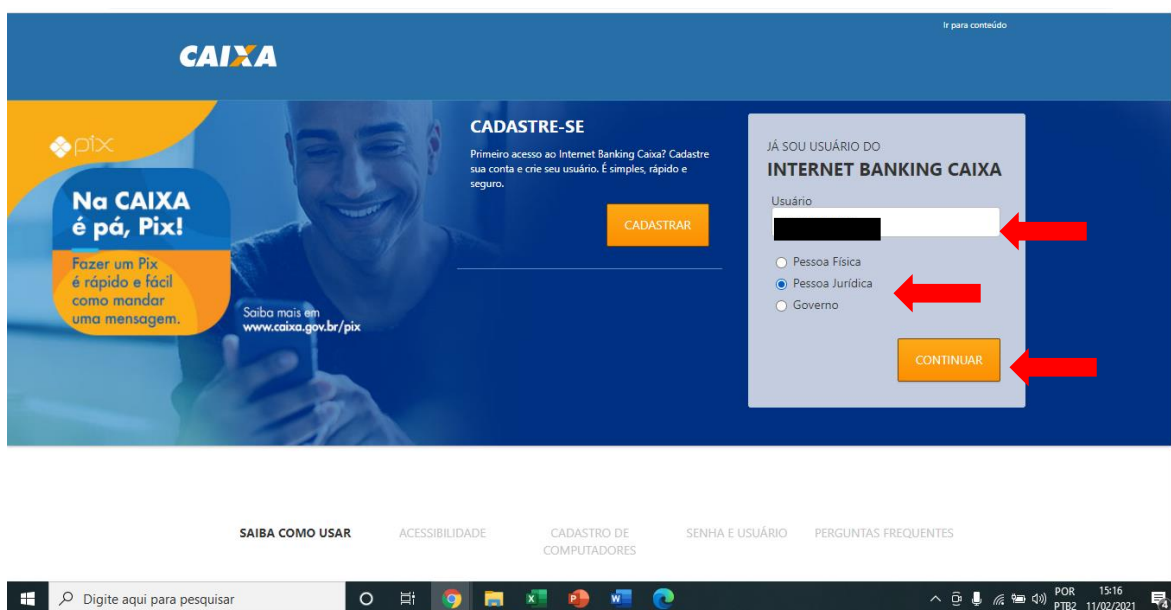 Ir para conteúdo
CAIXA
pix
Na CAIXA
é pá, Pix!
Fazer um Pix
é rápido e fácil
como mandar
uma mensagem.
Saiba mais em
www.caixa.gov.br/pix
CADASTRE-SE
Primeiro acesso ao Internet Banking Caixa? Cadastre
sua conta e crie seu usuário. É simples, rápido e
seguro.
CADASTRAR
JÁ SOU USUÁRIO DO
INTERNET BANKING CAIXA
Usuário
Pessoa Física
Pessoa Jurídica
Governo
CONTINUAR
SAIBA COMO USAR
ACESSIBILIDADE
CADASTRO DE
COMPUTADORES
SENHA E USUÁRIO
PERGUNTAS FREQUENTES
Digite aqui para pesquisar
POR
PTB2
15:16
11/02/2021
4